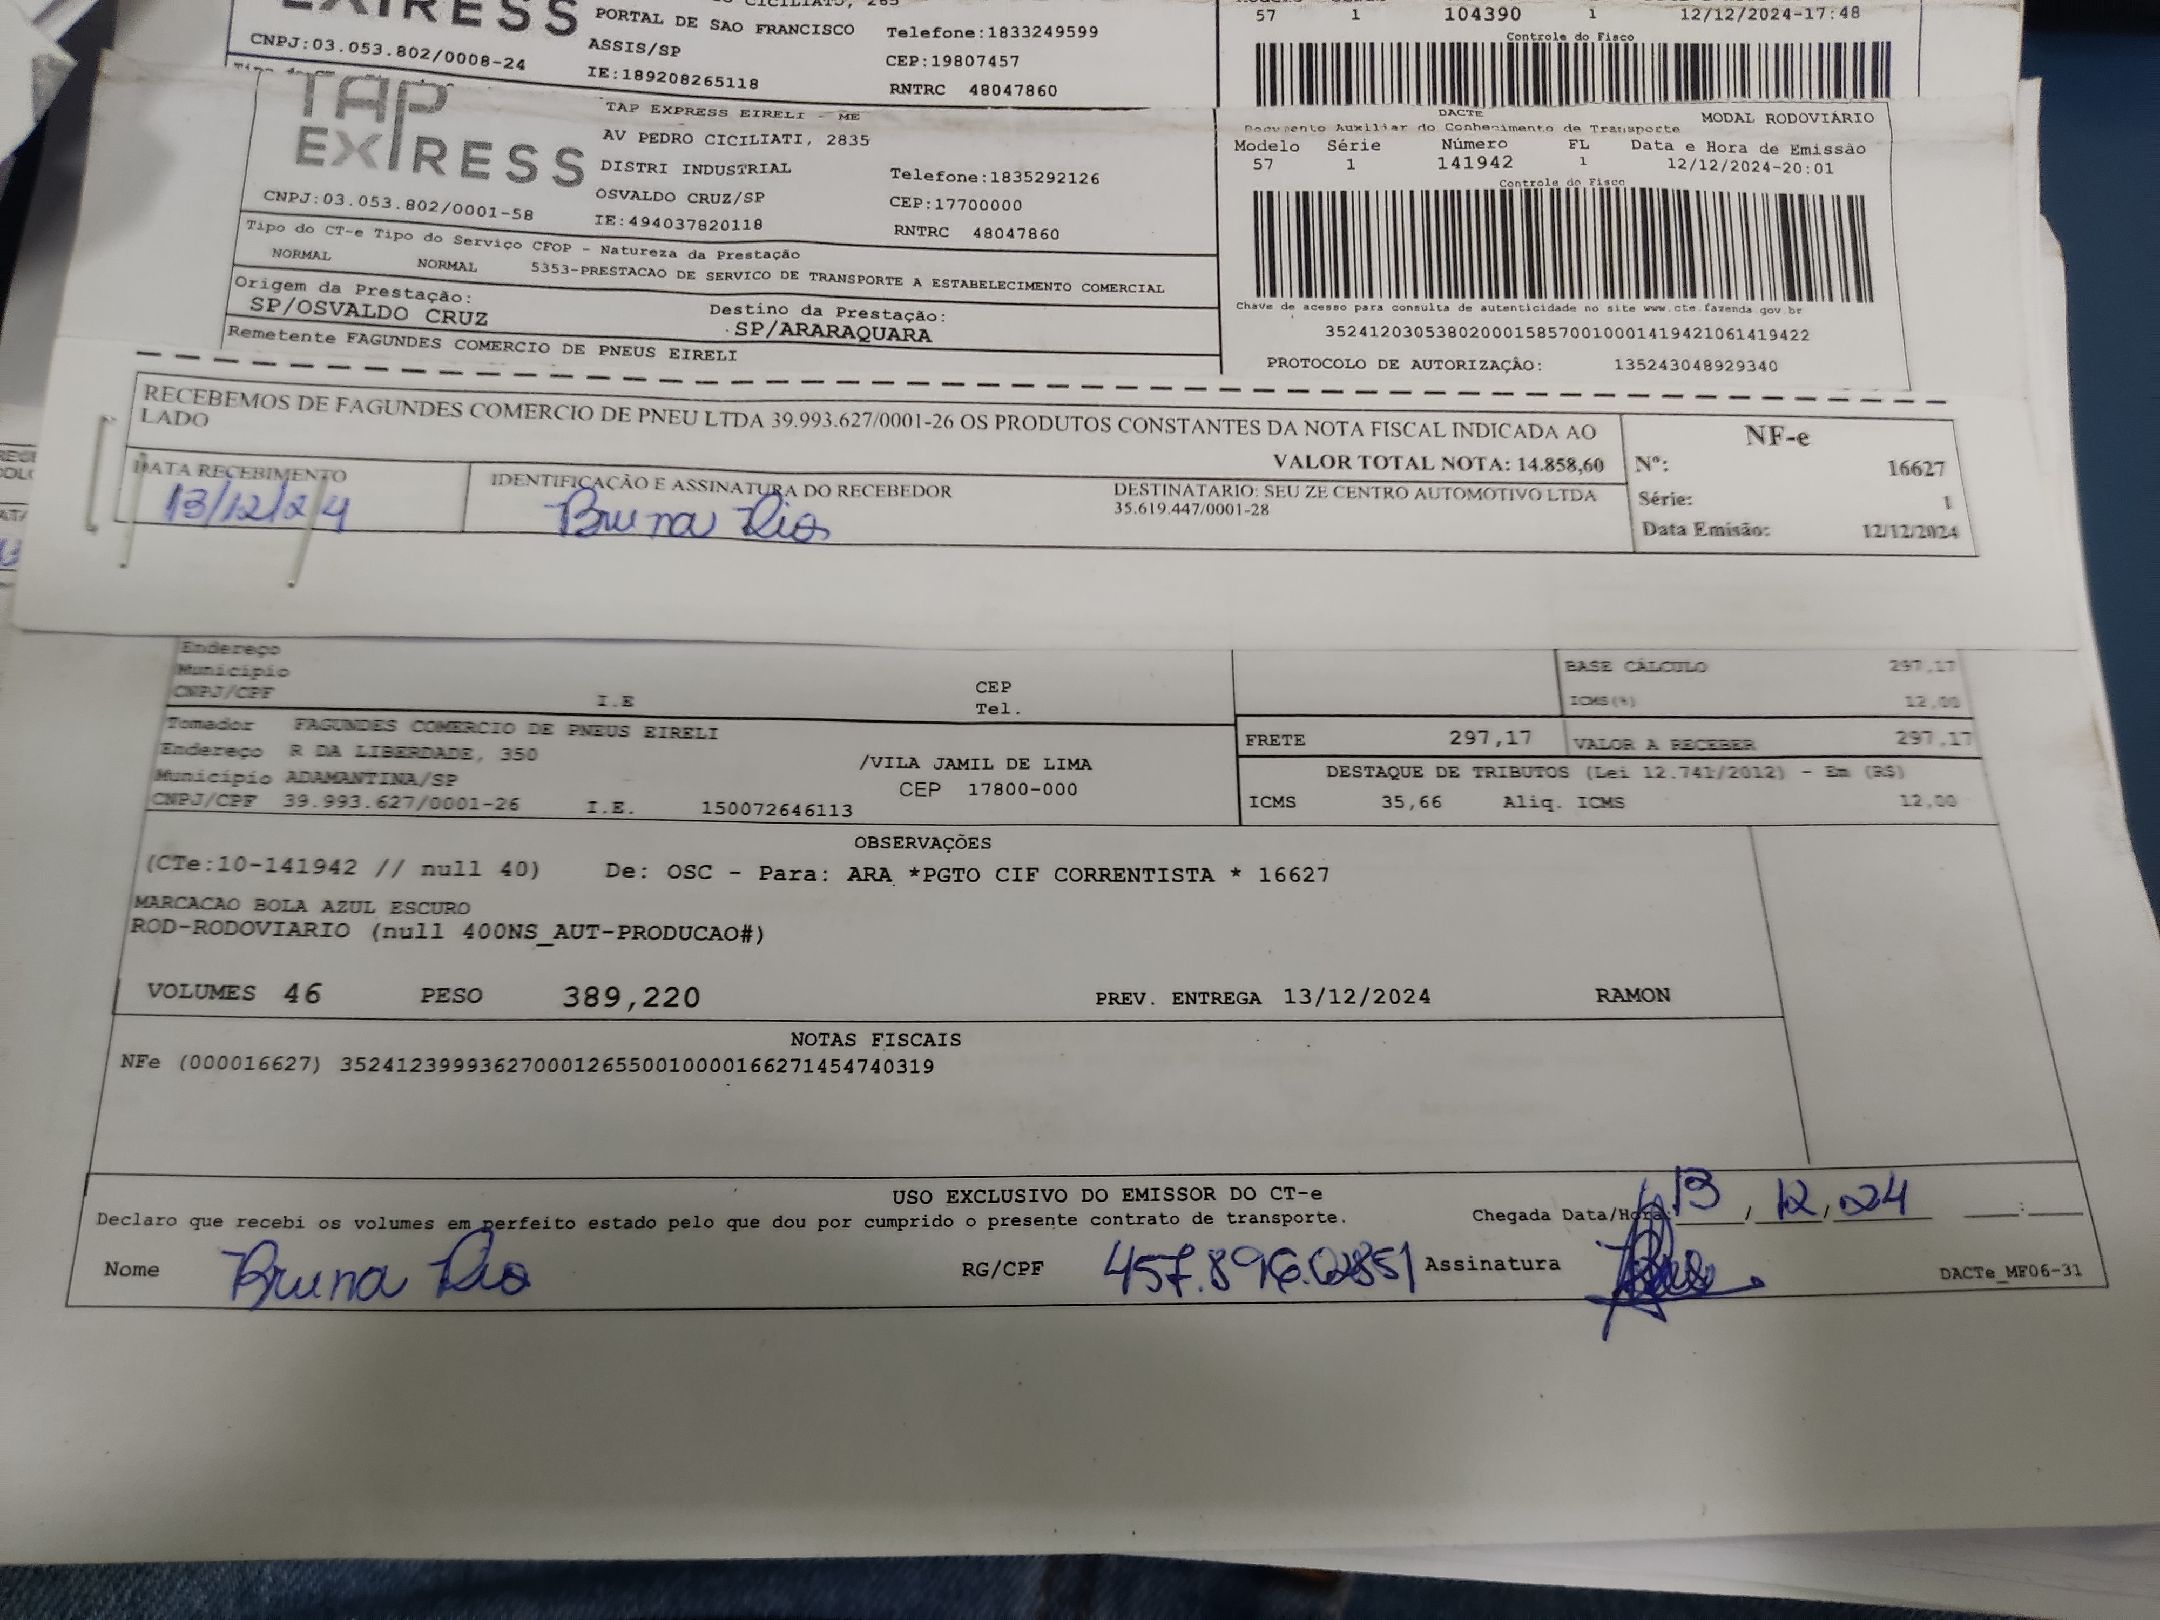 EXPRESS
PORTAL DE SAO FRANCISCO
Telefone:1833249599
CNPJ:03.053.802/0008-24
ASSIS/SP
CEP:19807457
IE:189208265118
RNTRC 48047860
57 1 104390 1 12/12/2024-17:48
Controle do Fisco
TAP
EXPRESS
TAP EXPRESS EIRELI - ME
AV PEDRO CICILIATI, 2835
DISTRI INDUSTRIAL
Telefone:1835292126
CNPJ:03.053.802/0001-58
OSVALDO CRUZ/SP
CEP:17700000
IE:494037820118
RNTRC 48047860
DACTE
MODAL RODOVIÁRIO
Documento Auxiliar do Conhecimento de Transporte
Modelo Série Número FL Data e Hora de Emissão
57 1 141942 1 12/12/2024-20:01
Controle do Fisco
Tipo do CT-e Tipo do Serviço CFOP - Natureza da Prestação
NORMAL NORMAL 5353-PRESTACAO DE SERVICO DE TRANSPORTE A ESTABELECIMENTO COMERCIAL
Origem da Prestação:
SP/OSVALDO CRUZ
Destino da Prestação:
SP/ARARAQUARA
Remetente FAGUNDES COMERCIO DE PNEUS EIRELI
Chave de acesso para consulta de autenticidade no site www.cte.fazenda.gov.br
35241203053802000158570010001419421061419422
PROTOCOLO DE AUTORIZAÇÃO: 135243048929340
RECEBEMOS DE FAGUNDES COMERCIO DE PNEU LTDA 39.993.627/0001-26 OS PRODUTOS CONSTANTES DA NOTA FISCAL INDICADA AO
LADO
VALOR TOTAL NOTA: 14.858,60
NF-e
Nº: 16627
Série: 1
Data Emisão: 12/12/2024
DATA RECEBIMENTO
13/12/24
IDENTIFICAÇÃO E ASSINATURA DO RECEBEDOR
Bruna Dio
DESTINATARIO: SEU ZE CENTRO AUTOMOTIVO LTDA
35.619.447/0001-28
Endereço
Município
CNPJ/CPF I.E
CEP
Tel.
BASE CÁLCULO 297,17
ICMS(%) 12,00
Tomador FAGUNDES COMERCIO DE PNEUS EIRELI
Endereço R DA LIBERDADE, 350 /VILA JAMIL DE LIMA
Município ADAMANTINA/SP CEP 17800-000
CNPJ/CPF 39.993.627/0001-26 I.E. 150072646113
FRETE 297,17 VALOR A RECEBER 297,17
DESTAQUE DE TRIBUTOS (Lei 12.741/2012) - Em (R$)
ICMS 35,66 Aliq. ICMS 12,00
OBSERVAÇÕES
(CTe:10-141942 // null 40) De: OSC - Para: ARA *PGTO CIF CORRENTISTA * 16627
MARCACAO BOLA AZUL ESCURO
ROD-RODOVIARIO (null 400NS_AUT-PRODUCAO#)
VOLUMES 46 PESO 389,220 PREV. ENTREGA 13/12/2024 RAMON
NOTAS FISCAIS
NFe (000016627) 35241239993627000126550010000166271454740319
USO EXCLUSIVO DO EMISSOR DO CT-e
Declaro que recebi os volumes em perfeito estado pelo que dou por cumprido o presente contrato de transporte.
Chegada Data/Hora: 13 / 12 / 24 __:__
Nome Bruna Dio RG/CPF 457.896.02851 Assinatura
DACTe_MF06-31